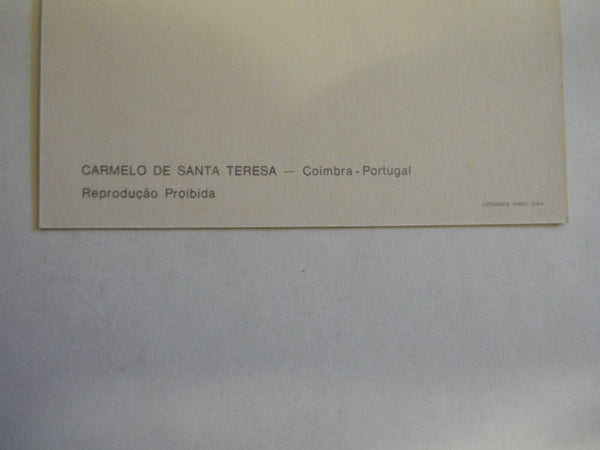 CARMELO DE SANTA TERESA — Coimbra-Portugal
Reprodução Proibida